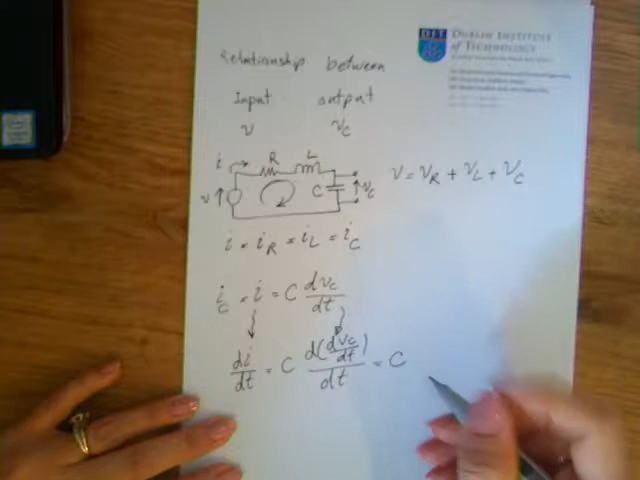 DIT DUBLIN INSTITUTE
of TECHNOLOGY
Relationship between
Input output
v v_C
i R L
v C v_C
v = v_R + v_L + v_C
i = i_R = i_L = i_C
i_C = i = C dv_C/dt
di/dt = C d(dv_C/dt)/dt = C